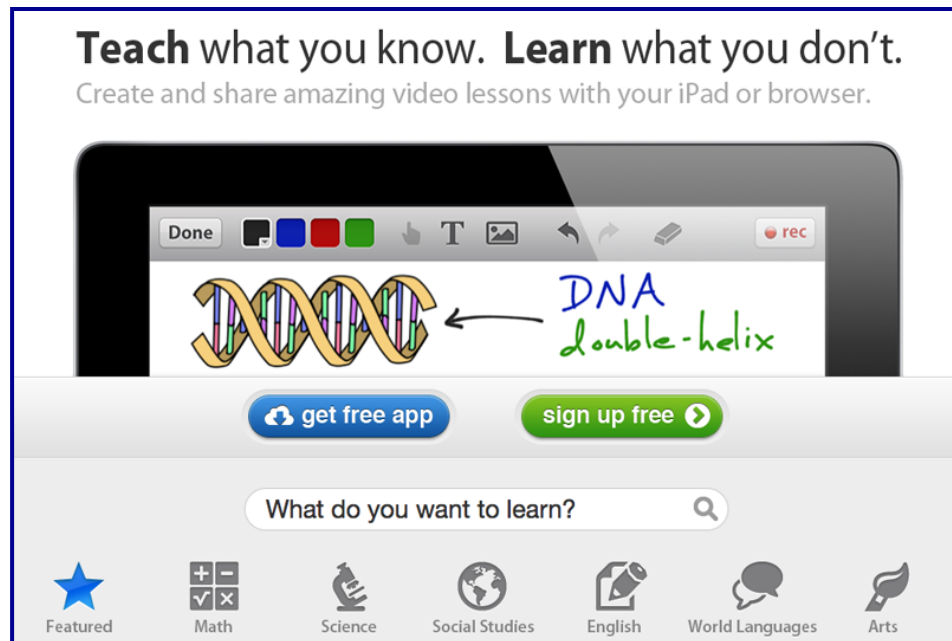 Teach what you know. Learn what you don't.
Create and share amazing video lessons with your iPad or browser.
Done T rec
DNA
double-helix
get free app sign up free
What do you want to learn?
Featured Math Science Social Studies English World Languages Arts